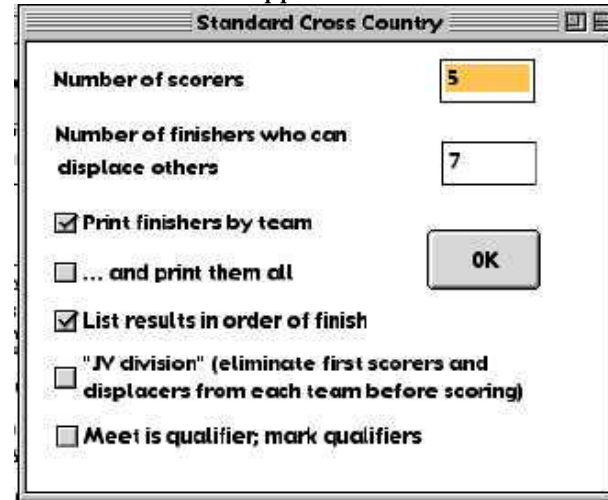 Standard Cross Country
Number of scorers
5
Number of finishers who can
displace others
7
Print finishers by team
... and print them all
OK
List results in order of finish
"JV division" (eliminate first scorers and
displacers from each team before scoring)
Meet is qualifier; mark qualifiers